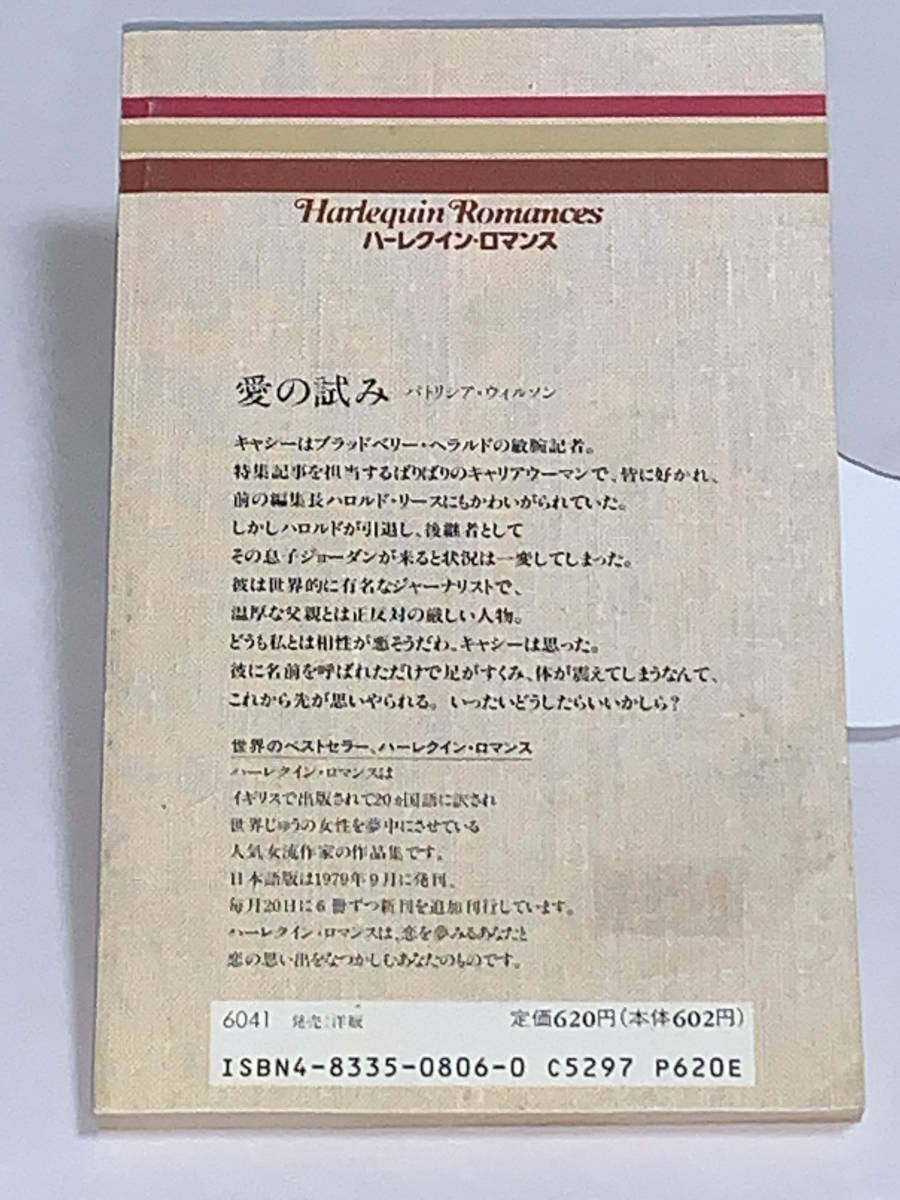 Harlequin Romances
ハーレクイン・ロマンス
愛の試み パトリシア・ウィルソン
キャシーはブラッドベリー・ヘラルドの敏腕記者。
特集記事を担当するばりばりのキャリアウーマンで、皆に好かれ、
前の編集長ハロルド・リースにもかわいがられていた。
しかしハロルドが引退し、後継者として
その息子ジョーダンが来ると状況は一変してしまった。
彼は世界的に有名なジャーナリストで、
温厚な父親とは正反対の厳しい人物。
どうも私とは相性が悪そうだわ。キャシーは思った。
彼に名前を呼ばれただけで足がすくみ、体が震えてしまうなんて、
これから先が思いやられる。いったいどうしたらいいかしら？
世界のベストセラー、ハーレクイン・ロマンス
ハーレクイン・ロマンスは
イギリスで出版されて20ヵ国語に訳され
世界じゅうの女性を夢中にさせている
人気女流作家の作品集です。
日本語版は1979年9月に発刊、
毎月20日に6冊ずつ新刊を追加刊行しています。
ハーレクイン・ロマンスは、恋を夢みるあなたと
恋の思い出をなつかしむあなたのものです。
6041 発売：洋販 定価620円（本体602円）
ISBN4-8335-0806-0 C5297 P620E